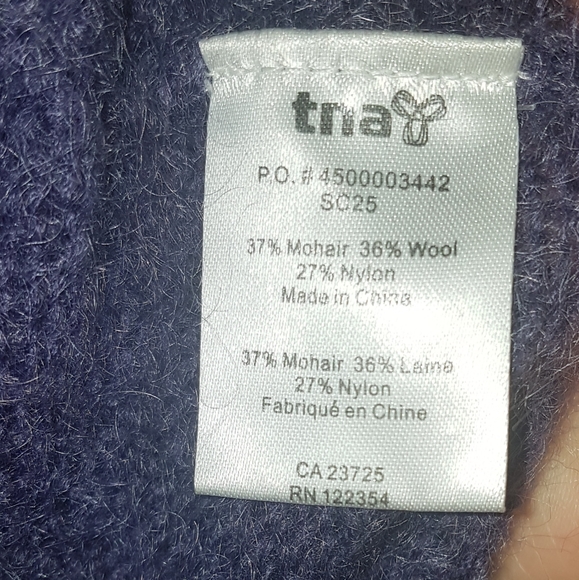 tna
P.O. # 4500003442
SC25
37% Mohair 36% Wool
27% Nylon
Made in China
37% Mohair 36% Laine
27% Nylon
Fabriqué en Chine
CA 23725
RN 122354